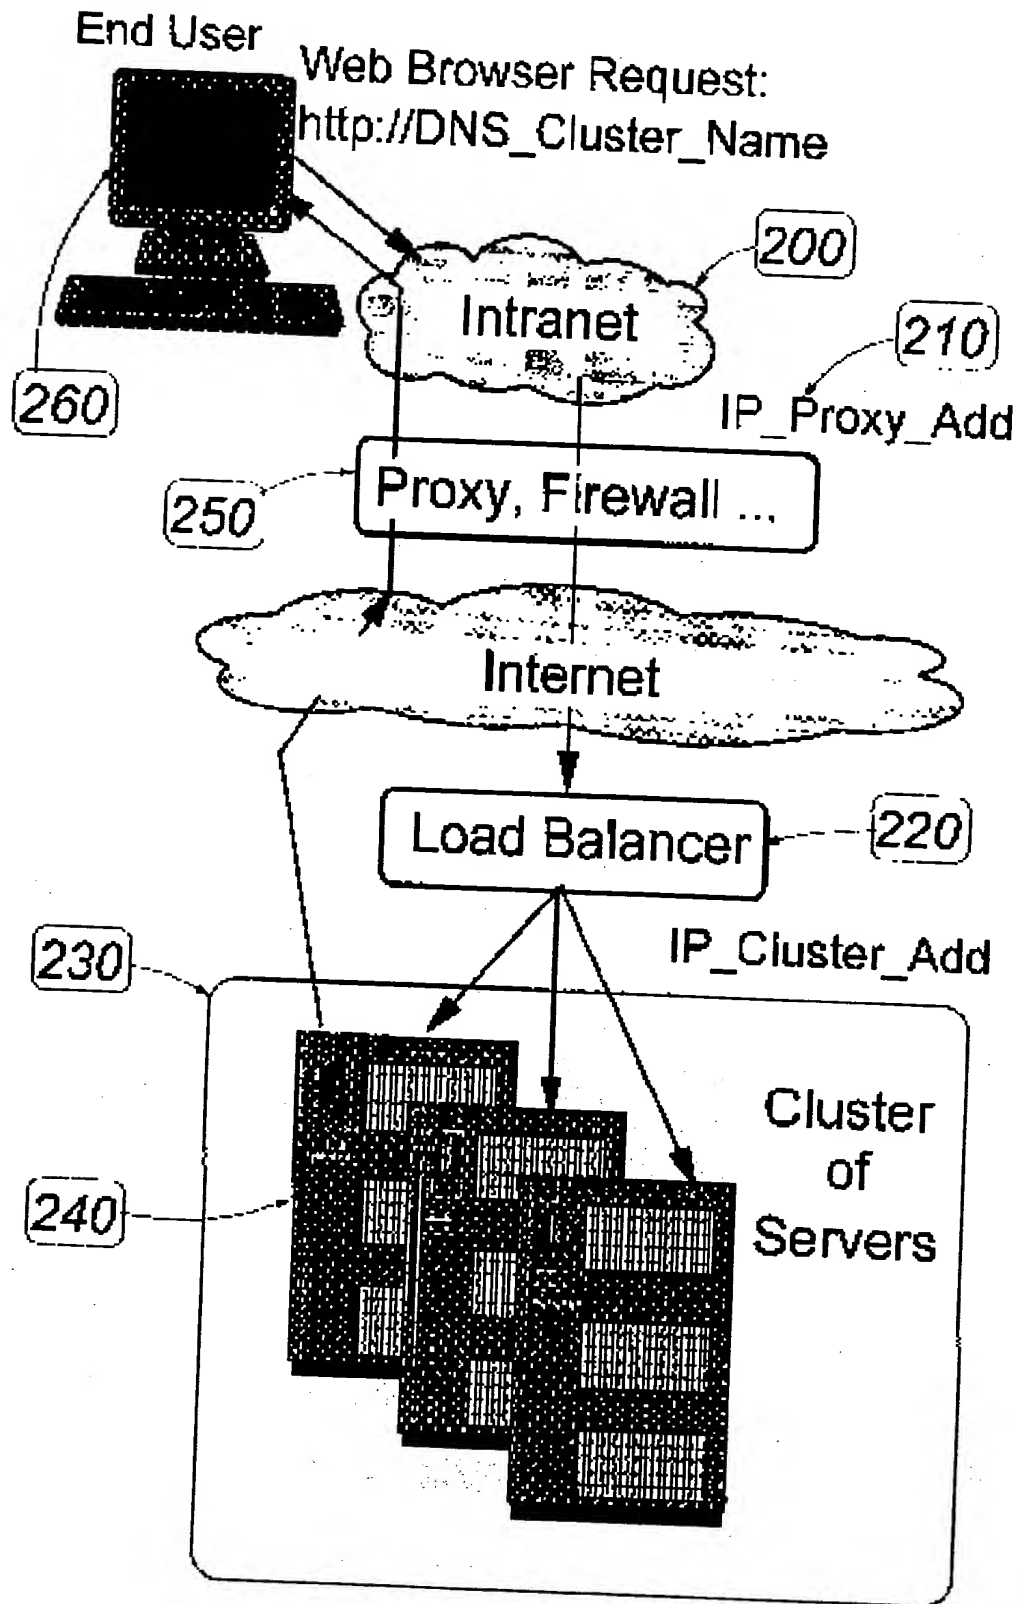 End User
Web Browser Request:
http://DNS_Cluster_Name
200
Intranet
210
260
IP_Proxy_Add
250
Proxy, Firewall ...
Internet
Load Balancer
220
230
IP_Cluster_Add
240
Cluster
of
Servers